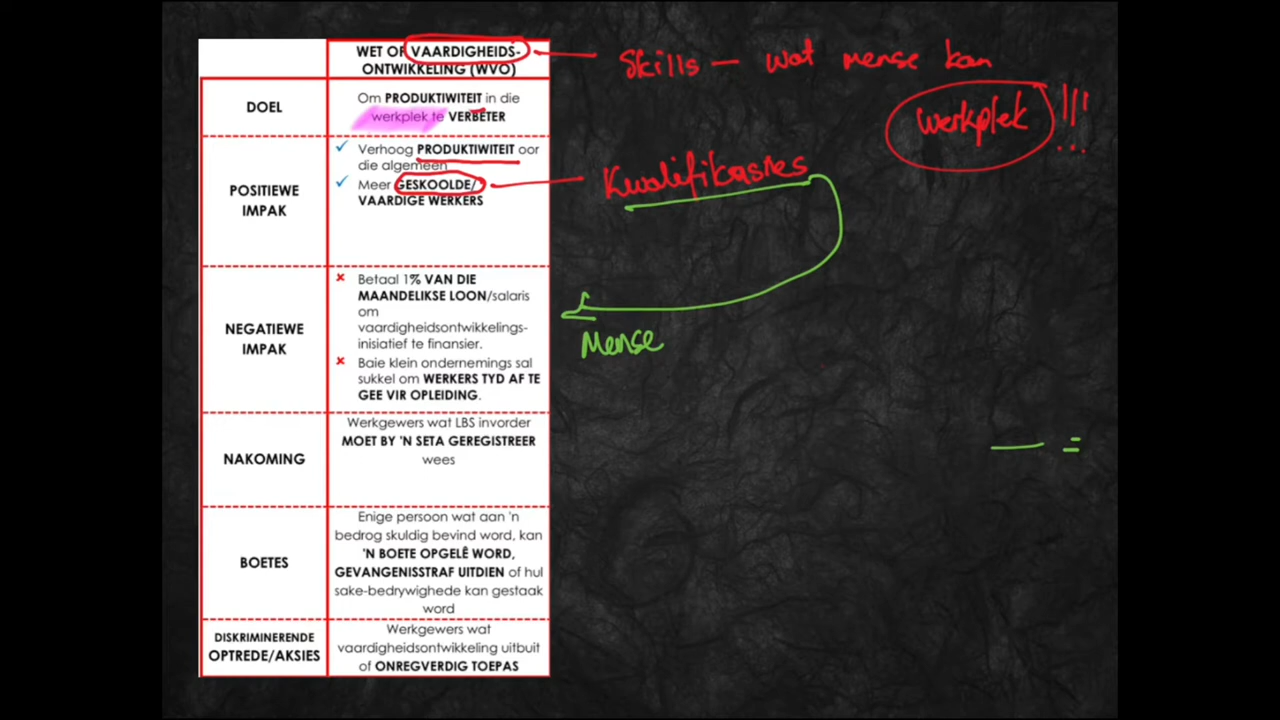 WET OP VAARDIGHEIDS-
ONTWIKKELING (WVO)
DOEL
Om PRODUKTIWITEIT in die
werkplek te VERBETER
POSITIEWE
IMPAK
✓ Verhoog PRODUKTIWITEIT oor
die algemeen
✓ Meer GESKOOLDE/
VAARDIGE WERKERS
NEGATIEWE
IMPAK
× Betaal 1% VAN DIE
MAANDELIKSE LOON/salaris
om
vaardigheidsontwikkelings-
inisiatief te finansier.
× Baie klein ondernemings sal
sukkel om WERKERS TYD AF TE
GEE VIR OPLEIDING.
NAKOMING
Werkgewers wat LBS invorder
MOET BY 'N SETA GEREGISTREER
wees
BOETES
Enige persoon wat aan 'n
bedrog skuldig bevind word, kan
'N BOETE OPGELÊ WORD,
GEVANGENISSTRAF UITDIEN of hul
sake-bedrywighede kan gestaak
word
DISKRIMINERENDE
OPTREDE/AKSIES
Werkgewers wat
vaardigheidsontwikkeling uitbuit
of ONREGVERDIG TOEPAS
Skills — wat mense kan
werkplek !!!
Kwalifikasies
Mense